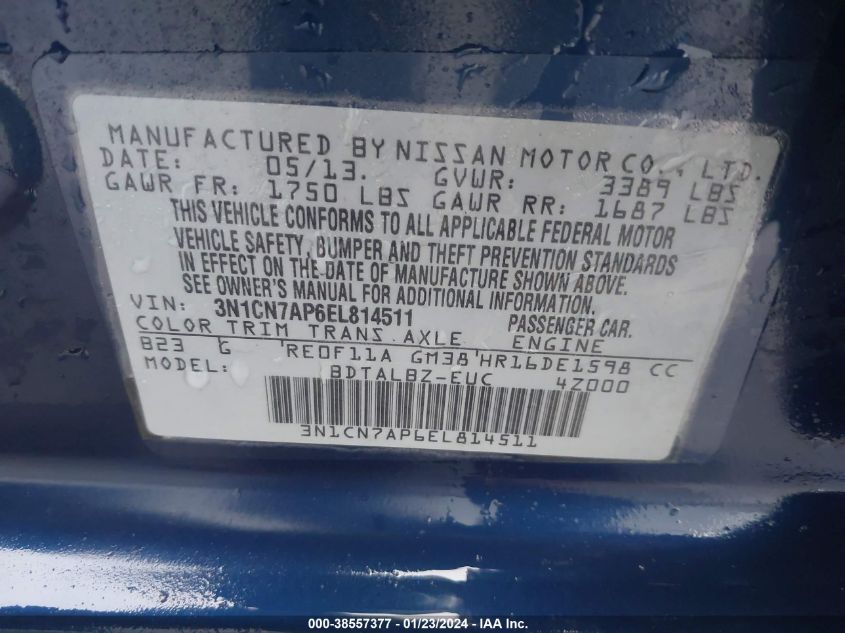 MANUFACTURED BY NISSAN MOTOR CO., LTD.
DATE: 05/13. GVWR: 3389 LBS
GAWR FR: 1750 LBS GAWR RR: 1687 LBS
THIS VEHICLE CONFORMS TO ALL APPLICABLE FEDERAL MOTOR
VEHICLE SAFETY, BUMPER AND THEFT PREVENTION STANDARDS
IN EFFECT ON THE DATE OF MANUFACTURE SHOWN ABOVE.
SEE OWNER'S MANUAL FOR ADDITIONAL INFORMATION.
VIN: 3N1CN7AP6EL814511 PASSENGER CAR.
COLOR TRIM TRANS AXLE ENGINE
B23 G 'RE0F11A GM38'HR16DE1598 CC
MODEL: BDTALBZ-EUC 4Z000
3N1CN7AP6EL814511
000-38557377 - 01/23/2024 - IAA Inc.